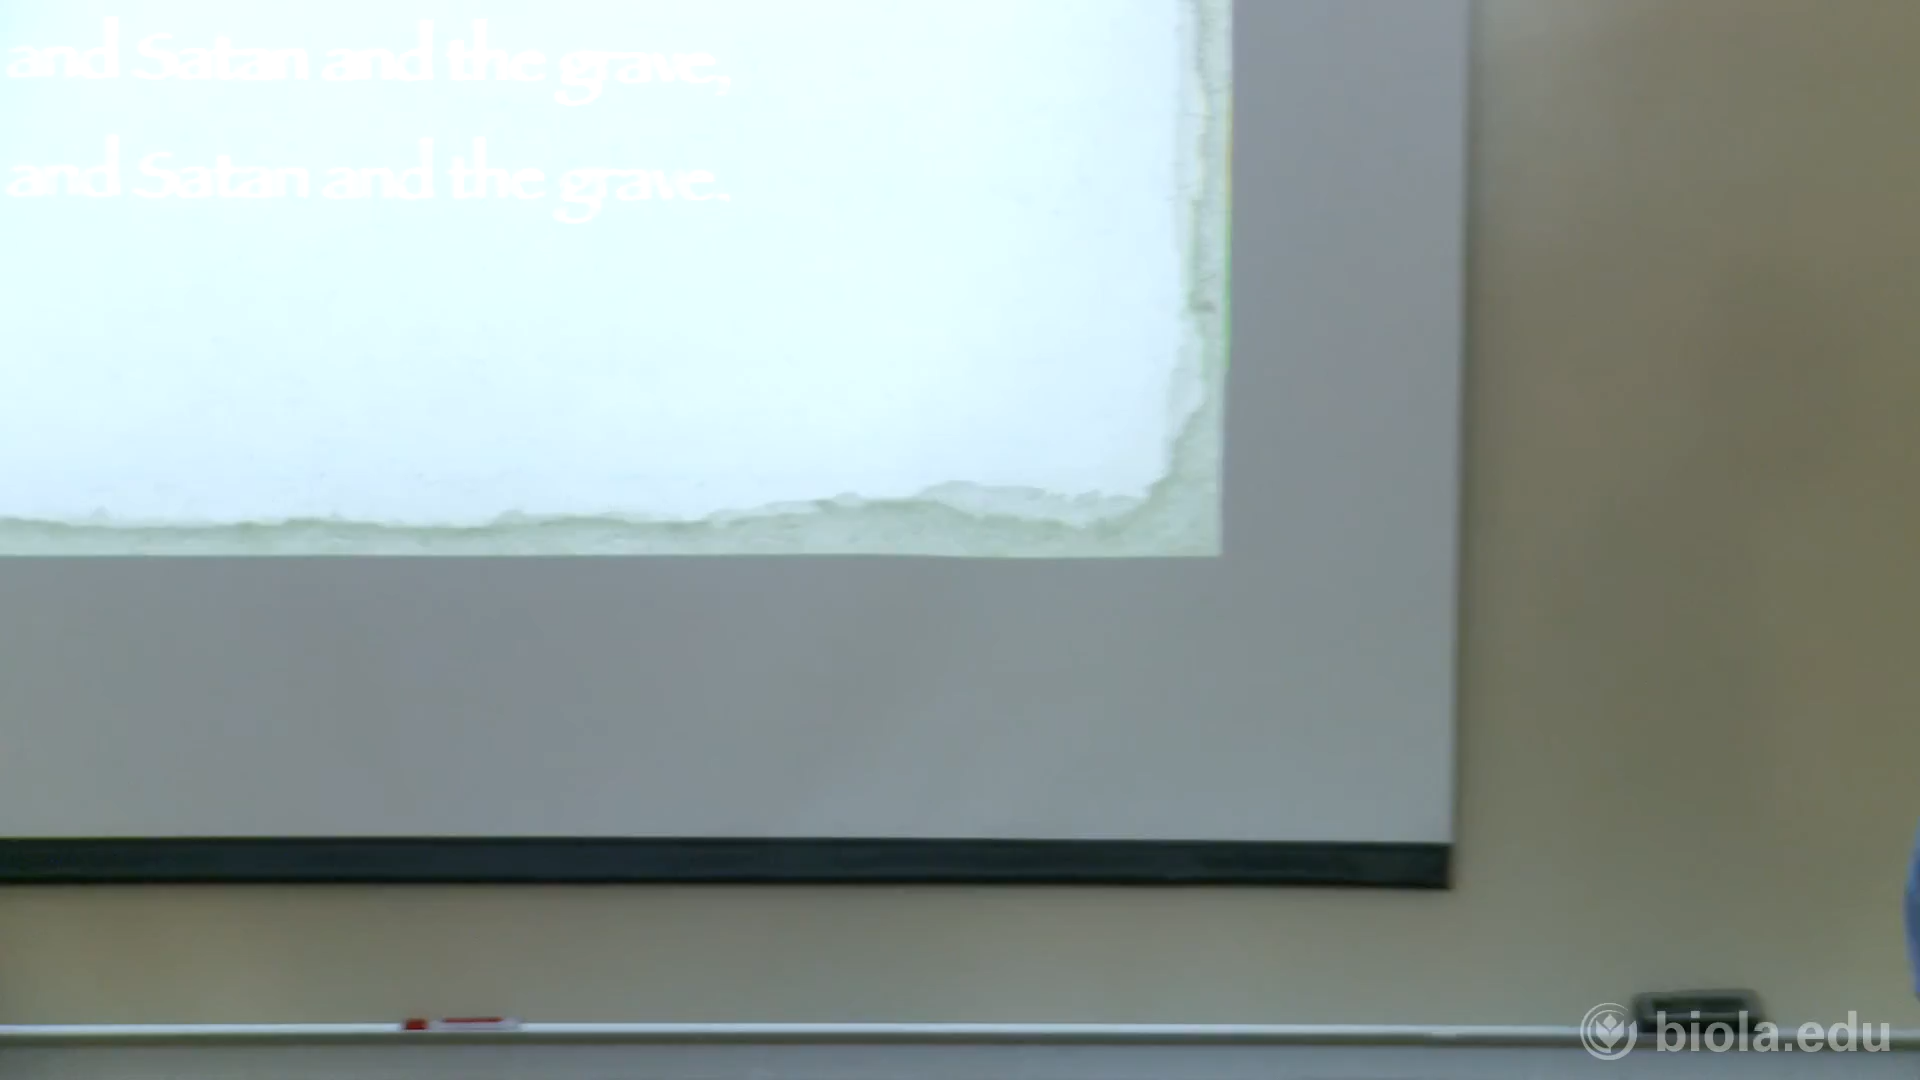 and Satan and the grave,
and Satan and the grave.
biola.edu